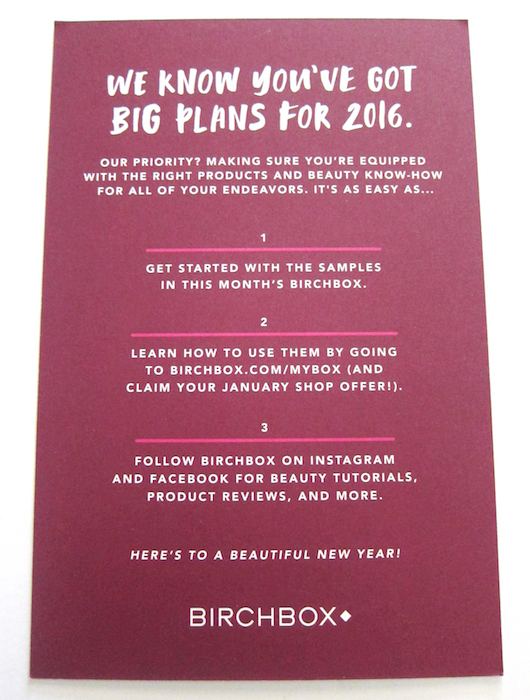 WE KNOW YOU'VE GOT
BIG PLANS FOR 2016.
OUR PRIORITY? MAKING SURE YOU'RE EQUIPPED
WITH THE RIGHT PRODUCTS AND BEAUTY KNOW-HOW
FOR ALL OF YOUR ENDEAVORS. IT'S AS EASY AS...
1
GET STARTED WITH THE SAMPLES
IN THIS MONTH'S BIRCHBOX.
2
LEARN HOW TO USE THEM BY GOING
TO BIRCHBOX.COM/MYBOX (AND
CLAIM YOUR JANUARY SHOP OFFER!).
3
FOLLOW BIRCHBOX ON INSTAGRAM
AND FACEBOOK FOR BEAUTY TUTORIALS,
PRODUCT REVIEWS, AND MORE.
HERE'S TO A BEAUTIFUL NEW YEAR!
BIRCHBOX